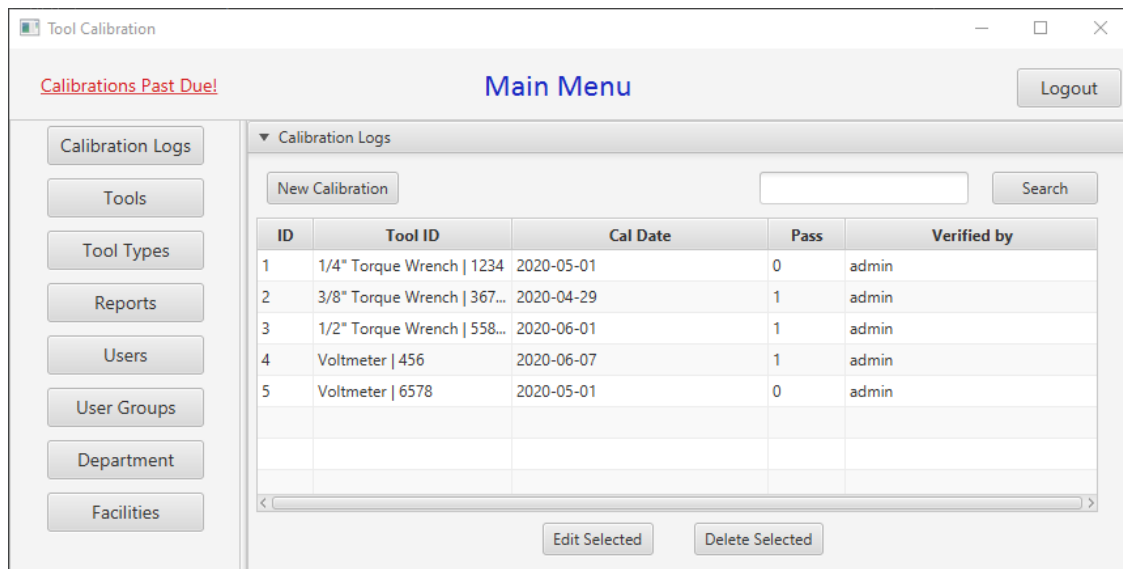 Tool Calibration
Calibrations Past Due!
Main Menu
Logout
Calibration Logs
Tools
Tool Types
Reports
Users
User Groups
Department
Facilities
Calibration Logs
New Calibration
Search
ID Tool ID Cal Date Pass Verified by
1 1/4" Torque Wrench | 1234 2020-05-01 0 admin
2 3/8" Torque Wrench | 367... 2020-04-29 1 admin
3 1/2" Torque Wrench | 558... 2020-06-01 1 admin
4 Voltmeter | 456 2020-06-07 1 admin
5 Voltmeter | 6578 2020-05-01 0 admin
Edit Selected Delete Selected